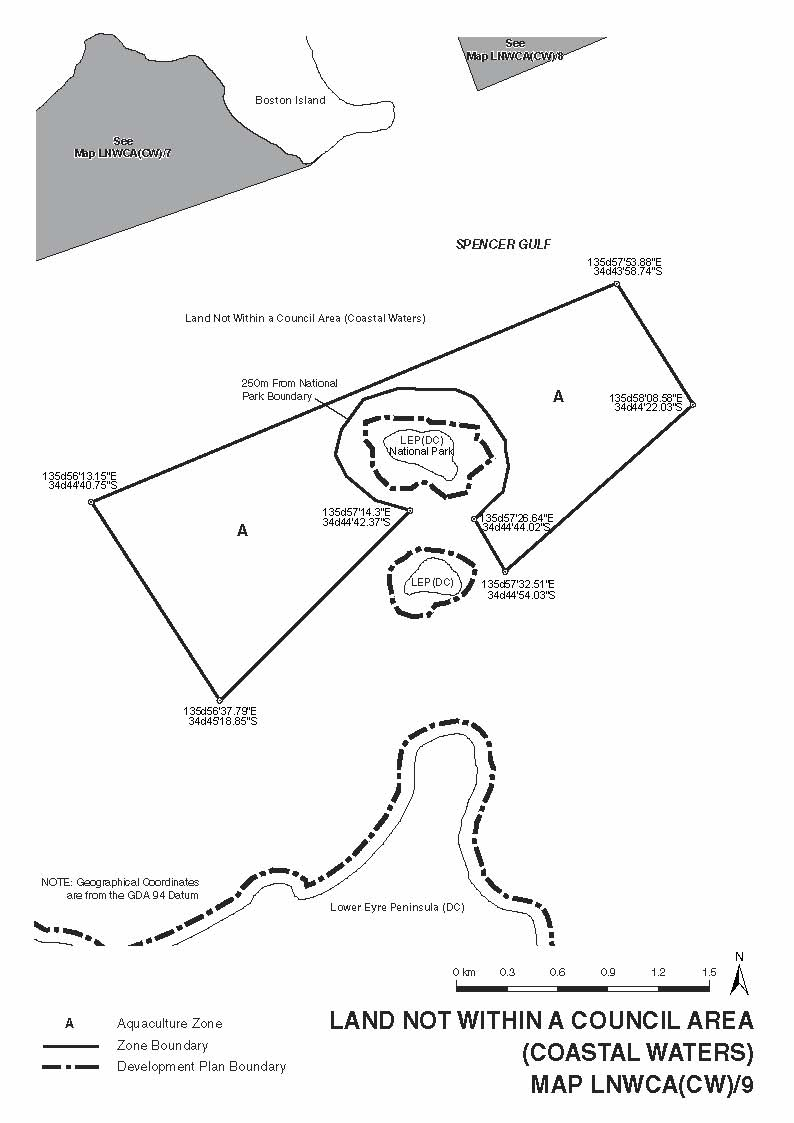 See
Map LNWCA(CW)/8
Boston Island
See
Map LNWCA(CW)/7
SPENCER GULF
135d57'53.88"E
34d43'58.74"S
Land Not Within a Council Area (Coastal Waters)
250m From National
Park Boundary
A
135d58'08.58"E
34d44'22.03"S
LEP(DC)
National Park
135d56'13.15"E
34d44'40.75"S
135d57'14.3"E
34d44'42.37"S
135d57'26.64"E
34d44'44.02"S
A
LEP(DC)
135d57'32.51"E
34d44'54.03"S
135d56'37.79"E
34d45'18.85"S
NOTE: Geographical Coordinates
are from the GDA 94 Datum
Lower Eyre Peninsula (DC)
N
0 km 0.3 0.6 0.9 1.2 1.5
A Aquaculture Zone
Zone Boundary
Development Plan Boundary
LAND NOT WITHIN A COUNCIL AREA
(COASTAL WATERS)
MAP LNWCA(CW)/9